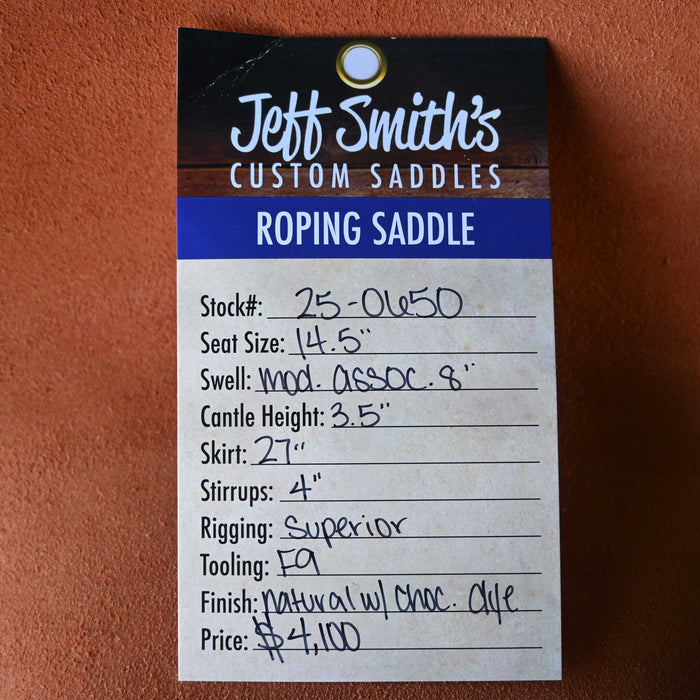 Jeff Smith's
CUSTOM SADDLES
ROPING SADDLE
Stock#: 25-0650
Seat Size: 14.5"
Swell: mod. assoc. 8"
Cantle Height: 3.5"
Skirt: 27"
Stirrups: 4"
Rigging: Superior
Tooling: F9
Finish: natural w/ choc. dye
Price: $4,100